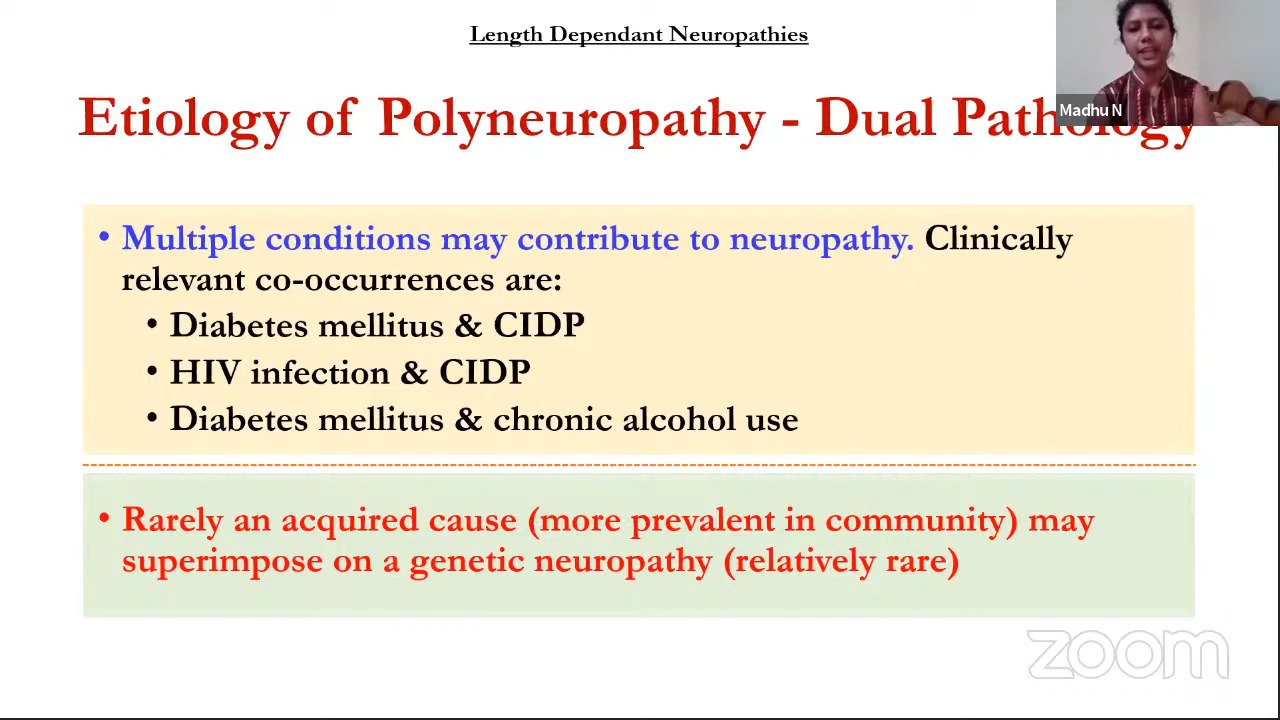 Length Dependant Neuropathies
Etiology of Polyneuropathy - Dual Pathology
Madhu N
• Multiple conditions may contribute to neuropathy. Clinically
relevant co-occurrences are:
• Diabetes mellitus & CIDP
• HIV infection & CIDP
• Diabetes mellitus & chronic alcohol use
• Rarely an acquired cause (more prevalent in community) may
superimpose on a genetic neuropathy (relatively rare)
zoom